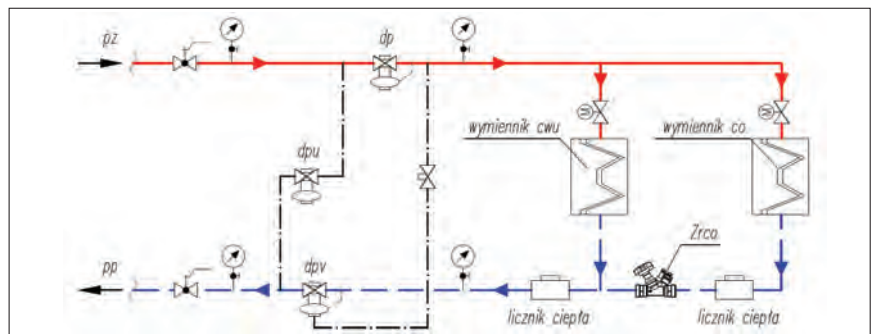 pz
dp
M
M
wymiennik cwu
wymiennik co
dpu
Zrco
pp
dpv
licznik ciepła
licznik ciepła